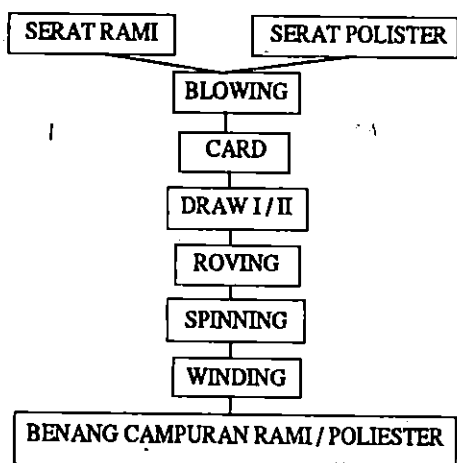 SERAT RAMI
SERAT POLISTER
BLOWING
CARD
DRAW I / II
ROVING
SPINNING
WINDING
BENANG CAMPURAN RAMI / POLIESTER